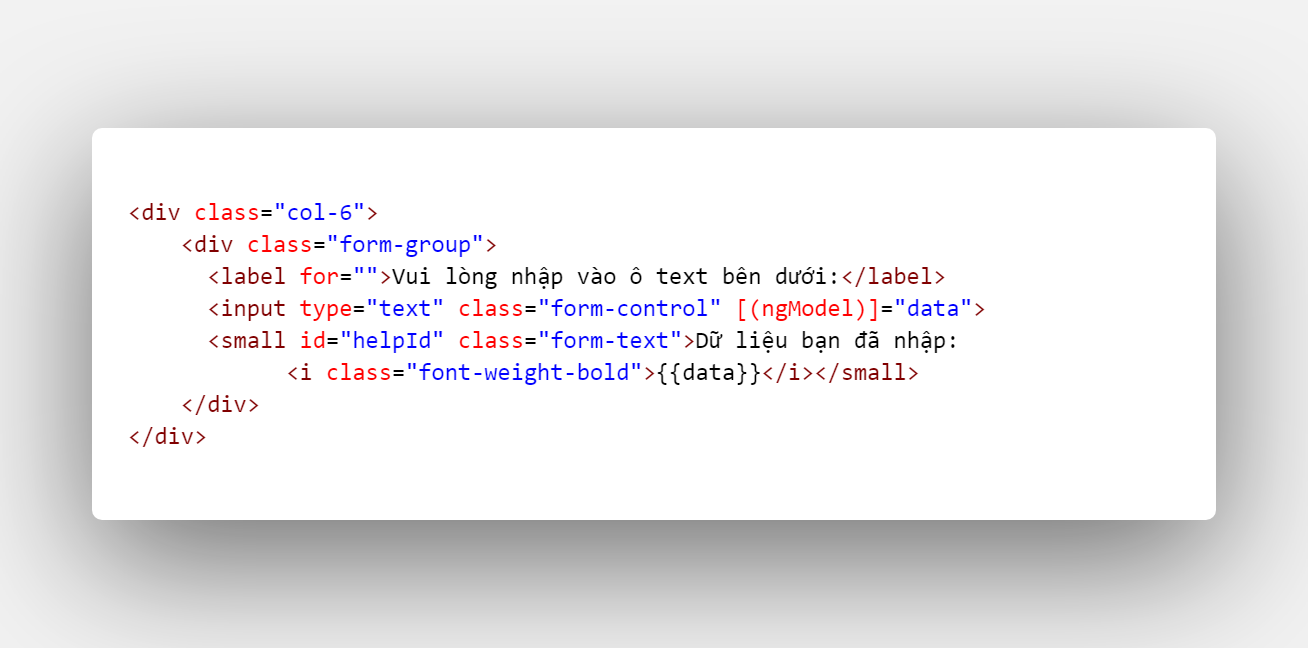 <div class="col-6">
    <div class="form-group">
      <label for="">Vui lòng nhập vào ô text bên dưới:</label>
      <input type="text" class="form-control" [(ngModel)]="data">
      <small id="helpId" class="form-text">Dữ liệu bạn đã nhập:
            <i class="font-weight-bold">{{data}}</i></small>
    </div>
</div>